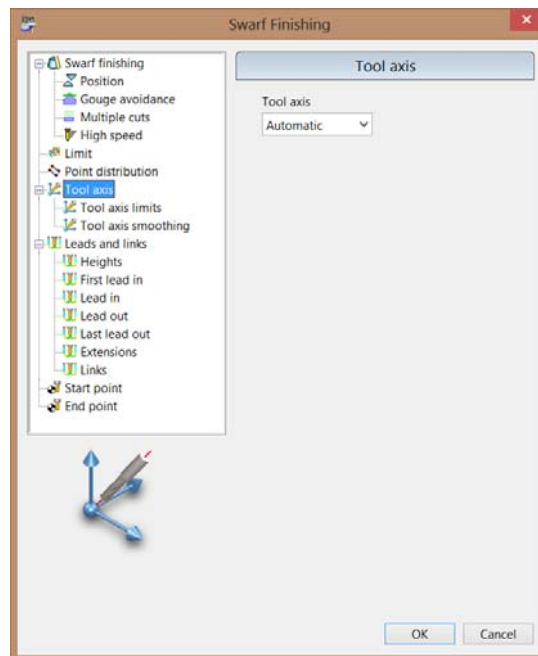 Swarf Finishing
Swarf finishing
Position
Gouge avoidance
Multiple cuts
High speed
Limit
Point distribution
Tool axis
Tool axis limits
Tool axis smoothing
Leads and links
Heights
First lead in
Lead in
Lead out
Last lead out
Extensions
Links
Start point
End point
Tool axis
Tool axis
Automatic
OK
Cancel